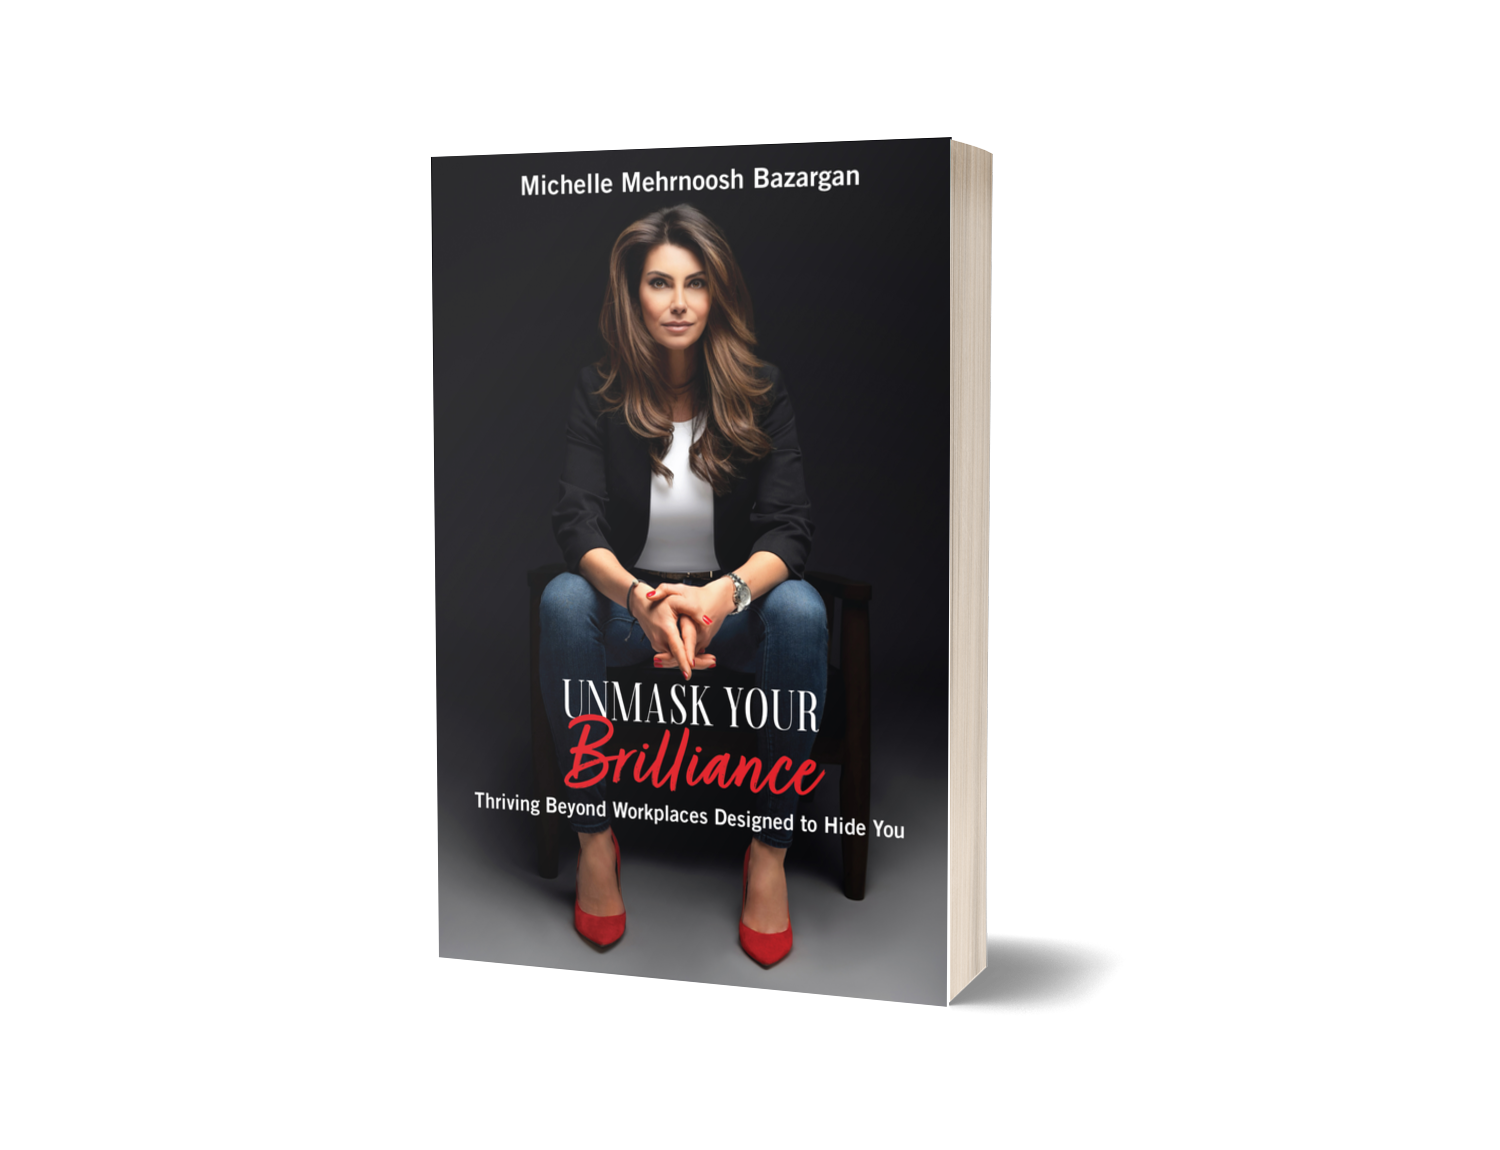 Michelle Mehrnoosh Bazargan
UNMASK YOUR
Brilliance
Thriving Beyond Workplaces Designed to Hide You